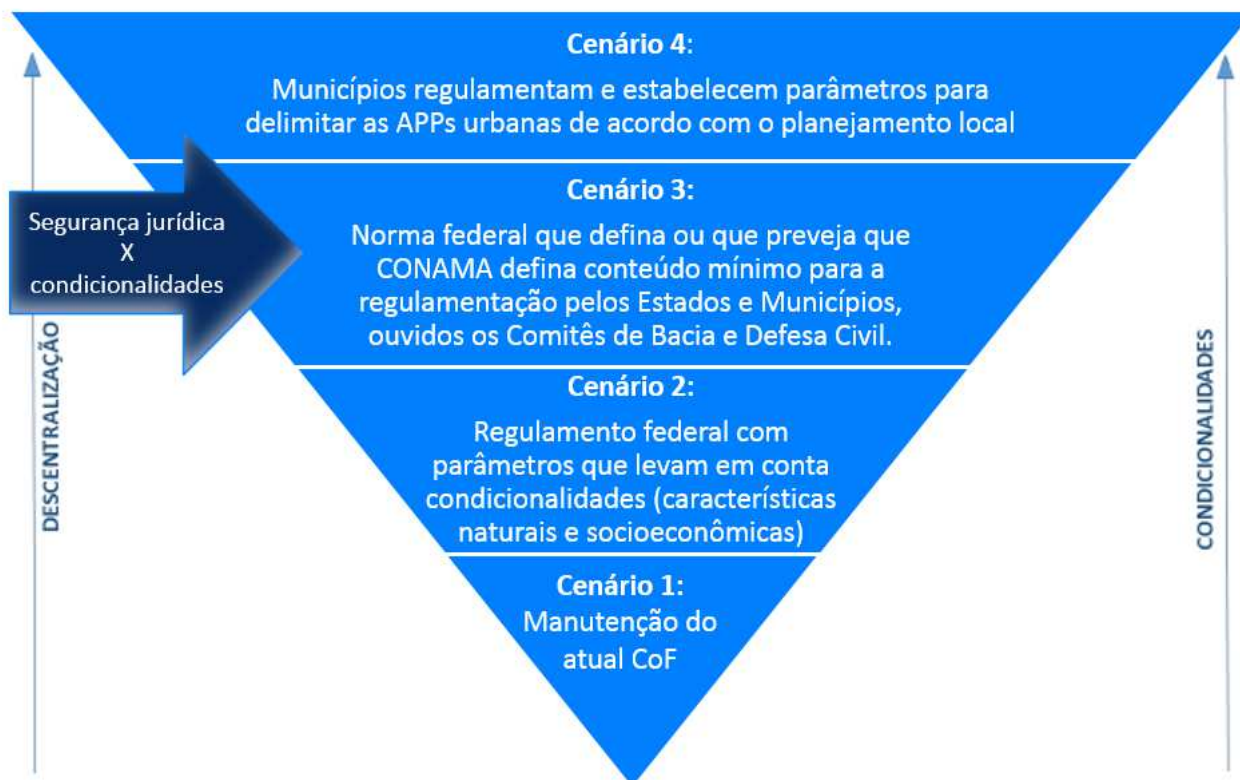 Cenário 4:
Municípios regulamentam e estabelecem parâmetros para
delimitar as APPs urbanas de acordo com o planejamento local
Cenário 3:
Norma federal que defina ou que preveja que
CONAMA defina conteúdo mínimo para a
regulamentação pelos Estados e Municípios,
ouvidos os Comitês de Bacia e Defesa Civil.
Segurança jurídica
X
condicionalidades
Cenário 2:
Regulamento federal com
parâmetros que levam em conta
condicionalidades (características
naturais e socioeconômicas)
Cenário 1:
Manutenção do
atual CoF
DESCENTRALIZAÇÃO
CONDICIONALIDADES